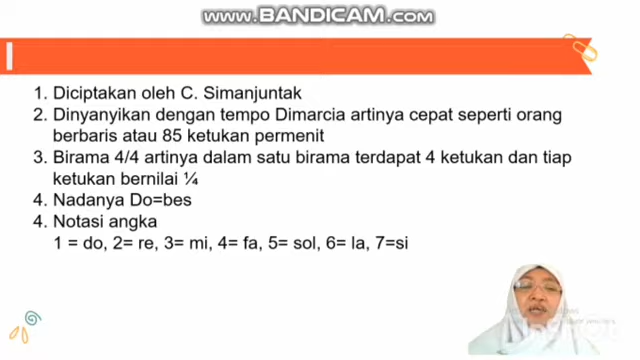 www.BANDICAM.com
1. Diciptakan oleh C. Simanjuntak
2. Dinyanyikan dengan tempo Dimarcia artinya cepat seperti orang
berbaris atau 85 ketukan permenit
3. Birama 4/4 artinya dalam satu birama terdapat 4 ketukan dan tiap
ketukan bernilai ¼
4. Nadanya Do=bes
4. Notasi angka
1 = do, 2= re, 3= mi, 4= fa, 5= sol, 6= la, 7=si